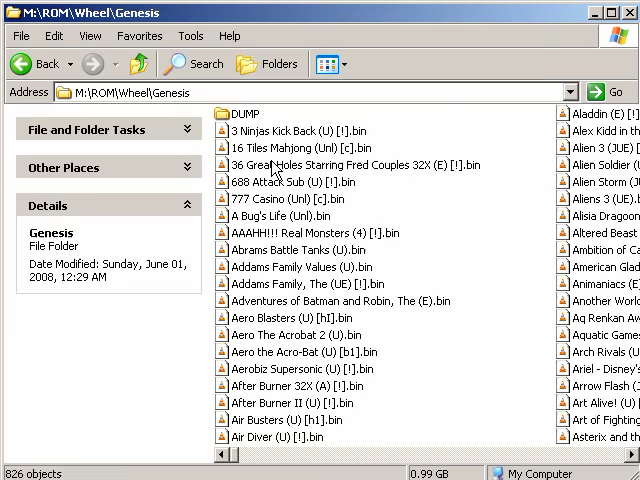 M:\ROM\Wheel\Genesis
File Edit View Favorites Tools Help
Back Search Folders
Address M:\ROM\Wheel\Genesis Go
File and Folder Tasks
Other Places
Details
Genesis
File Folder
Date Modified: Sunday, June 01,
2008, 12:29 AM
DUMP
3 Ninjas Kick Back (U) [!].bin
16 Tiles Mahjong (Unl) [c].bin
36 Great Holes Starring Fred Couples 32X (E) [!].bin
688 Attack Sub (U) [!].bin
777 Casino (Unl) [c].bin
A Bug's Life (Unl).bin
AAAHH!!! Real Monsters (4) [!].bin
Abrams Battle Tanks (U).bin
Addams Family Values (U).bin
Addams Family, The (UE) [!].bin
Adventures of Batman and Robin, The (E).bin
Aero Blasters (U) [hI].bin
Aero The Acrobat 2 (U).bin
Aero the Acro-Bat (U) [b1].bin
Aerobiz Supersonic (U) [!].bin
After Burner 32X (A) [!].bin
After Burner II (U) [!].bin
Air Busters (U) [h1].bin
Air Diver (U) [!].bin
Aladdin (E) [!].
Alex Kidd in th
Alien 3 (JUE) [
Alien Soldier (
Alien Storm (J
Aliens 3 (UE).b
Alisia Dragoon
Altered Beast
Ambition of Ca
American Glad
Animaniacs (E)
Another World
Aq Renkan Aw
Aquatic Games
Arch Rivals (U
Ariel - Disney's
Arrow Flash (J
Art Alive! (U)
Art of Fighting
Asterix and th
826 objects 0.99 GB My Computer